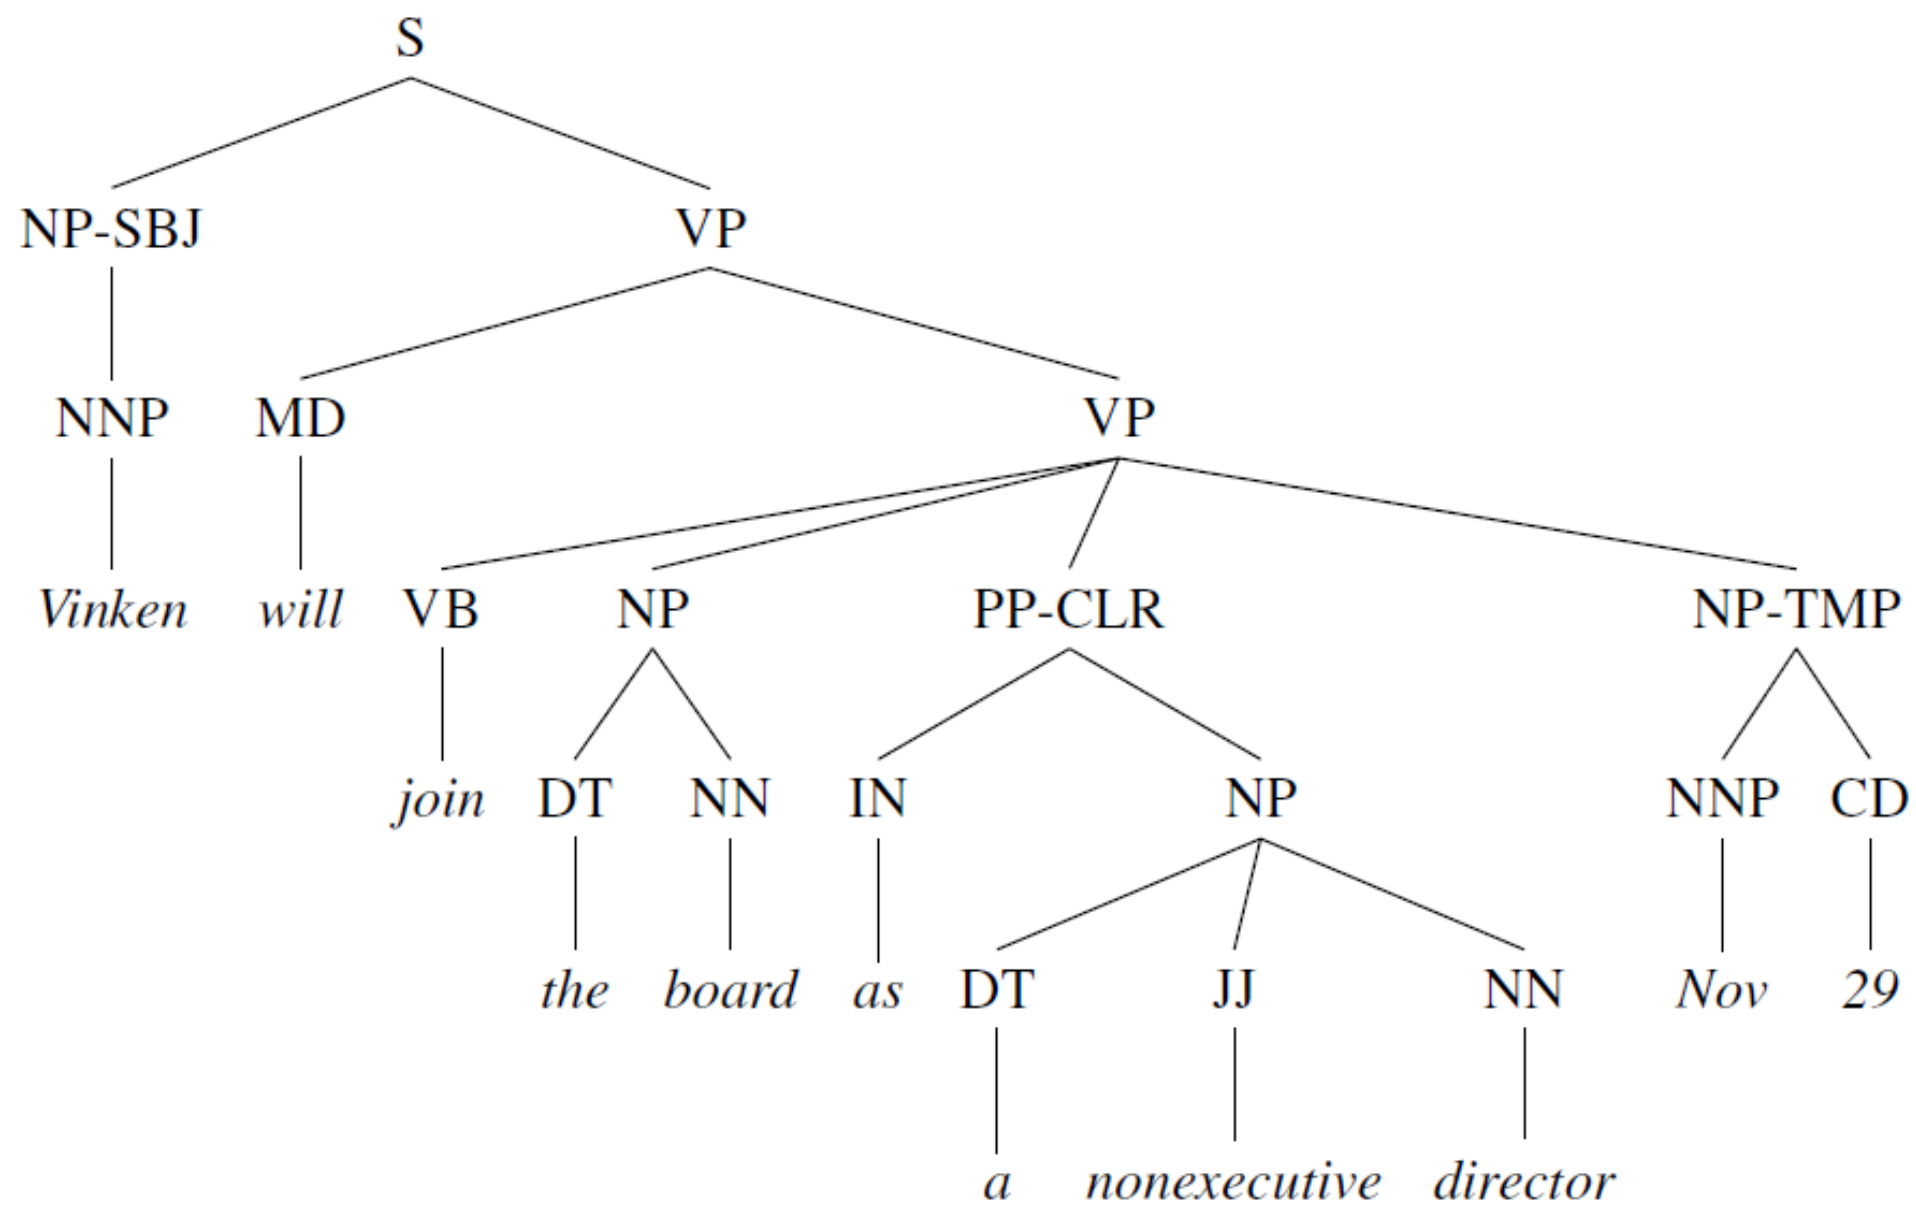 S
NP-SBJ VP
NNP MD VP
Vinken will VB NP PP-CLR NP-TMP
join DT NN IN NP NNP CD
the board as DT JJ NN Nov 29
a nonexecutive director